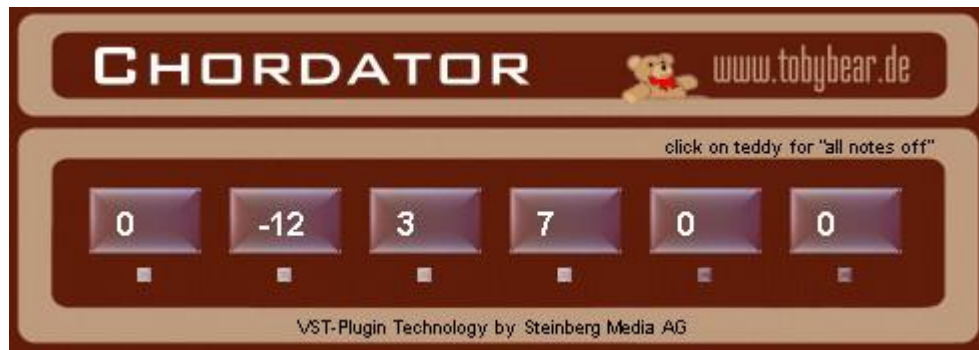 CHORDATOR www.tobybear.de
click on teddy for "all notes off"
0 -12 3 7 0 0
VST-Plugin Technology by Steinberg Media AG